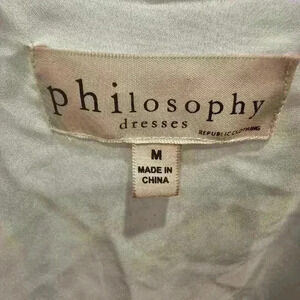 philosophy
dresses
REPUBLIC CLOTHING
M
MADE IN
CHINA